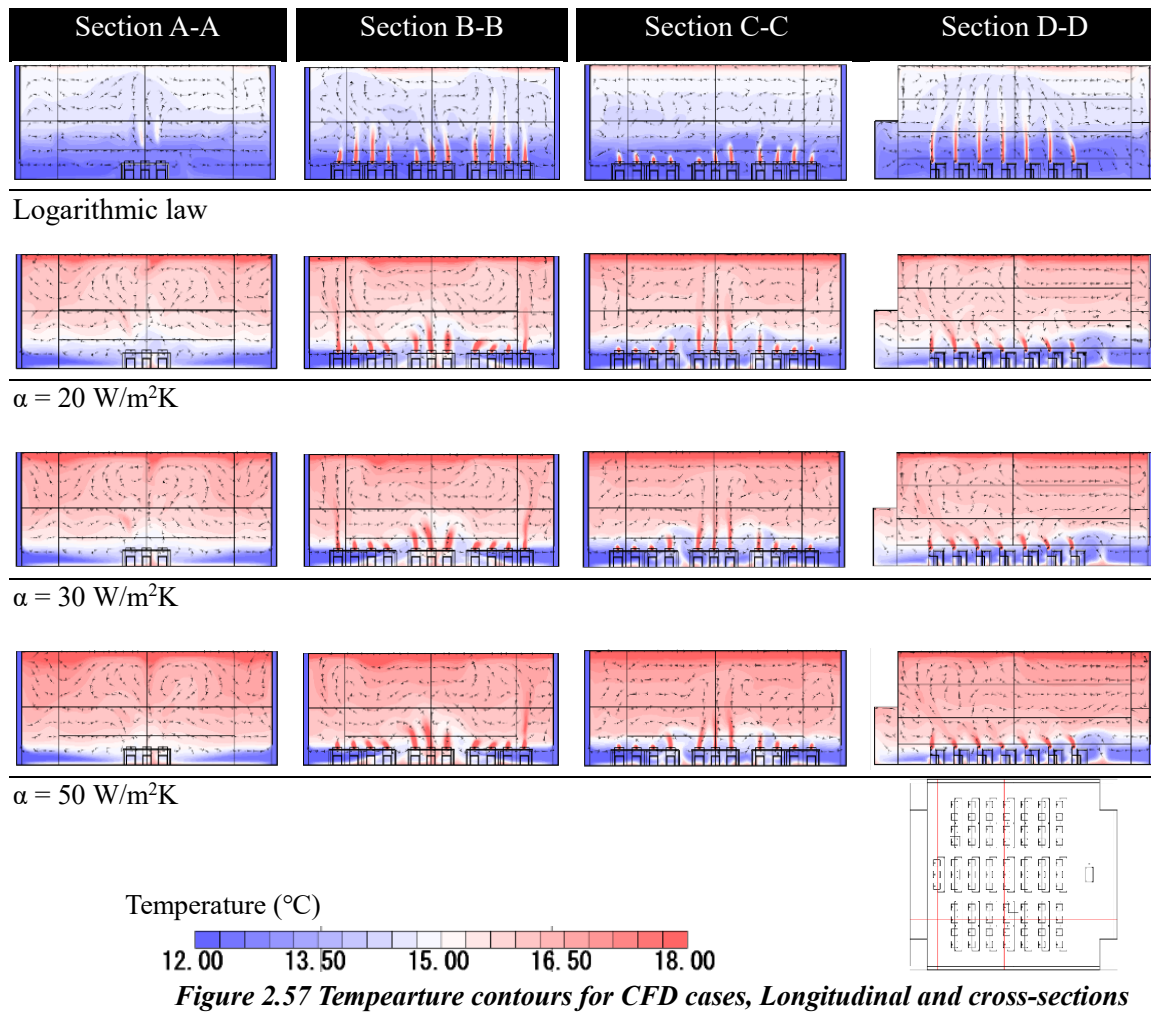 Section A-A Section B-B Section C-C Section D-D
Logarithmic law
α = 20 W/m²K
α = 30 W/m²K
α = 50 W/m²K
Temperature (°C)
12.00 13.50 15.00 16.50 18.00
Figure 2.57 Tempearture contours for CFD cases, Longitudinal and cross-sections